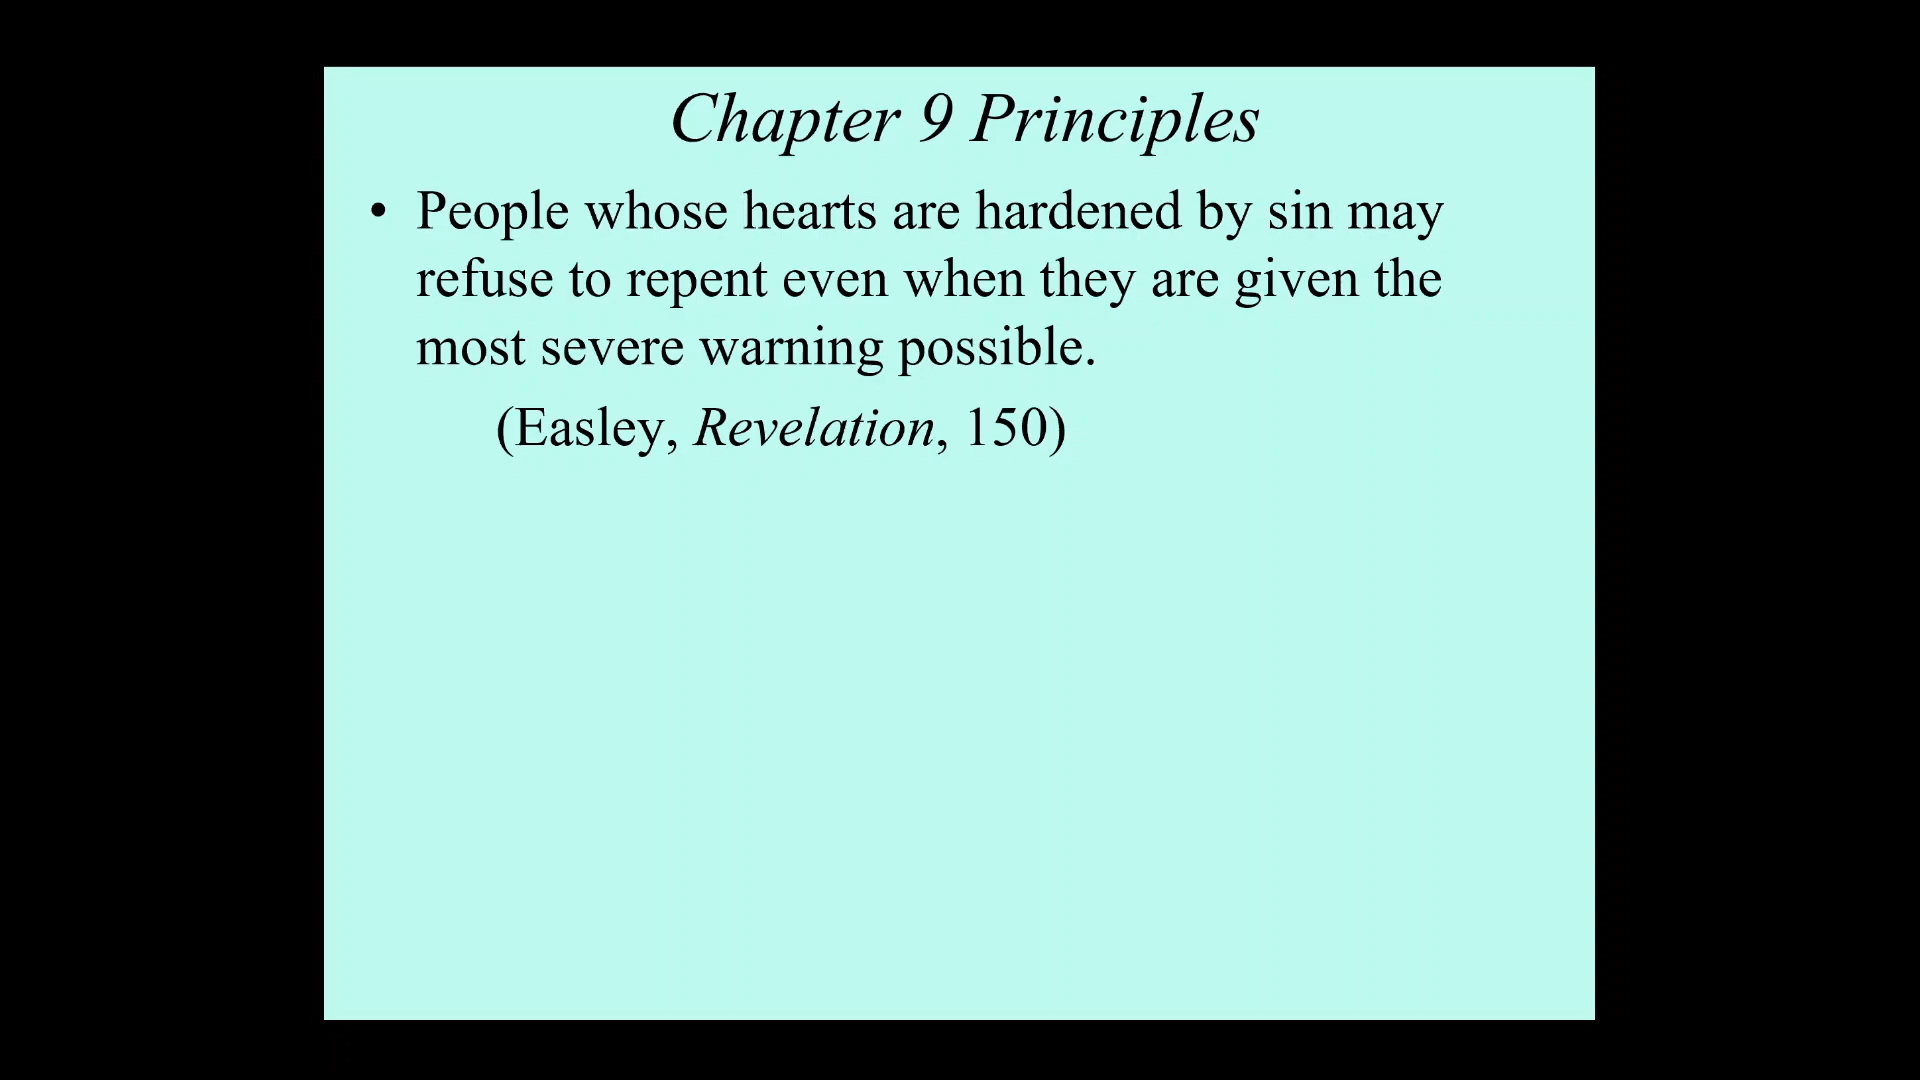 Chapter 9 Principles
• People whose hearts are hardened by sin may
refuse to repent even when they are given the
most severe warning possible.
(Easley, Revelation, 150)